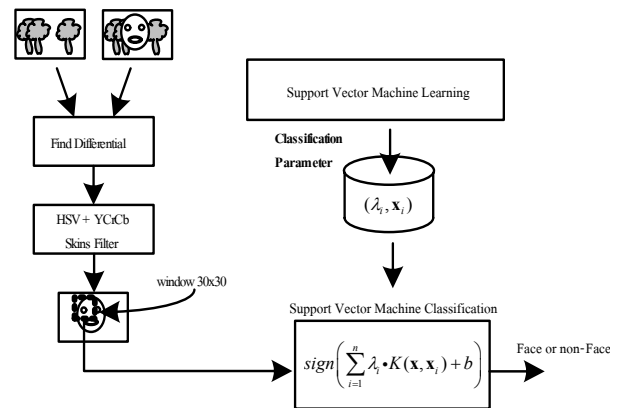 Support Vector Machine Learning
Find Differential
Classification
Parameter
(λᵢ, xᵢ)
HSV + YCrCb
Skins Filter
window 30x30
Support Vector Machine Classification
sign(∑ᵢ₌₁ⁿ λᵢ•K(x, xᵢ)+b)
Face or non-Face